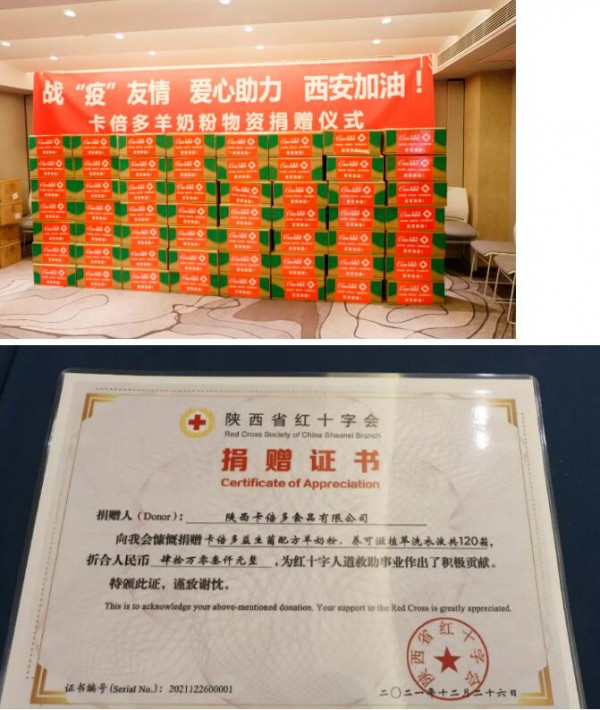 战“疫”友情 爱心助力 西安加油！
卡倍多羊奶粉物资捐赠仪式
陕西省红十字会
Red Cross Society of China Shaanxi Branch
捐赠证书
Certificate of Appreciation
捐赠人 (Donor)： 陕西卡倍多食品有限公司
向我会慷慨捐赠卡倍多益生菌配方羊奶粉、养可滋植萃洗衣液共120箱，
折合人民币 肆拾万零叁仟元整 ，为红十字人道救助事业作出了积极贡献。
特颁此证，谨致谢忱。
This is to acknowledge your above-mentioned donation. Your support to the Red Cross is greatly appreciated.
陕西省红十字会
证书编号 (Serial No.)： 2021122600001
二〇二一年十二月二十六日